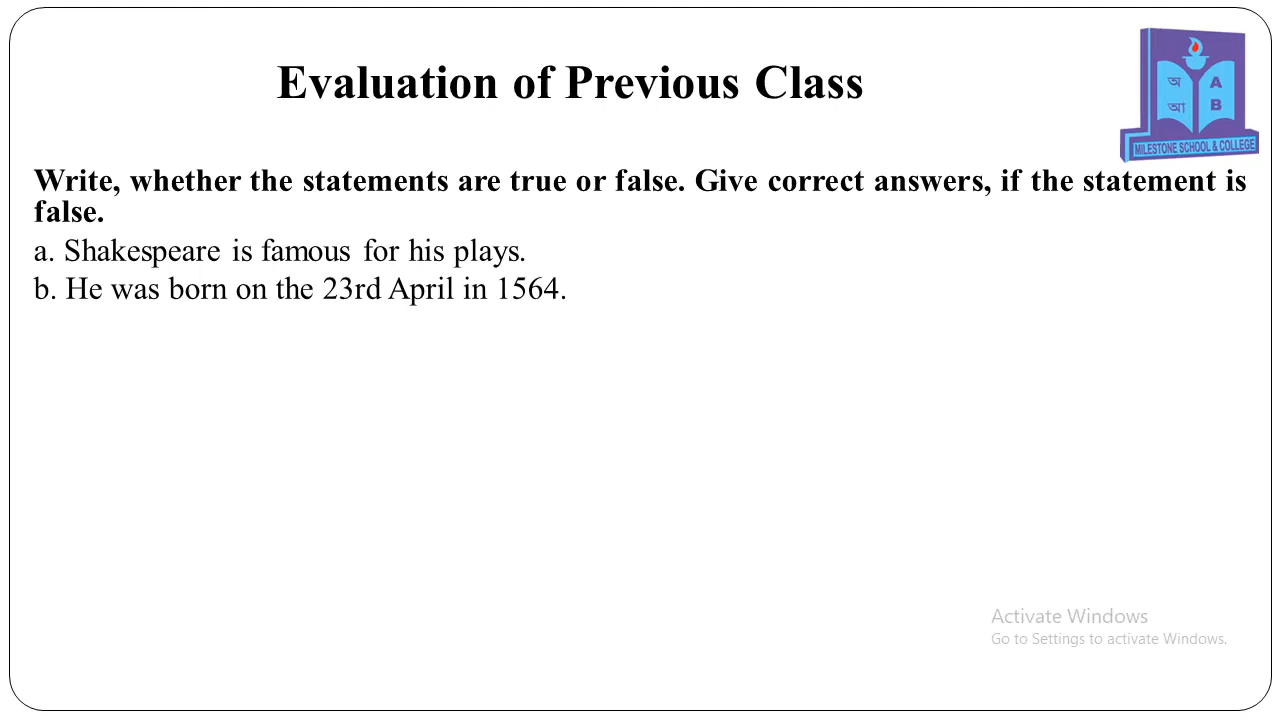 Evaluation of Previous Class
অ
আ
A
B
MILESTONE SCHOOL & COLLEGE
Write, whether the statements are true or false. Give correct answers, if the statement is
false.
a. Shakespeare is famous for his plays.
b. He was born on the 23rd April in 1564.
Activate Windows
Go to Settings to activate Windows.